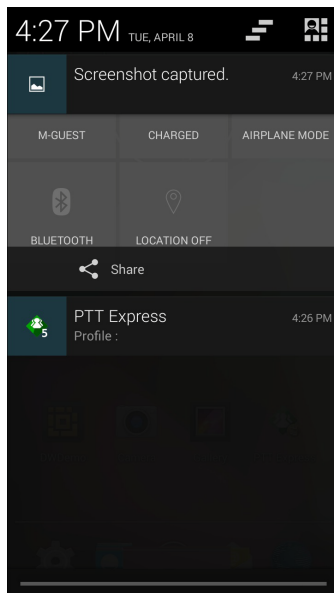 4:27 PM TUE, APRIL 8
Screenshot captured. 4:27 PM
M-GUEST CHARGED AIRPLANE MODE
BLUETOOTH LOCATION OFF
Share
PTT Express 4:26 PM
5
Profile :